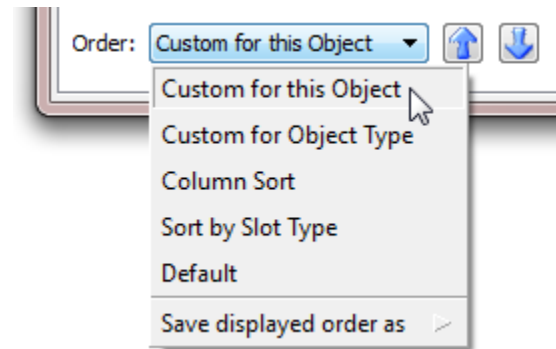 Order: Custom for this Object
Custom for this Object
Custom for Object Type
Column Sort
Sort by Slot Type
Default
Save displayed order as